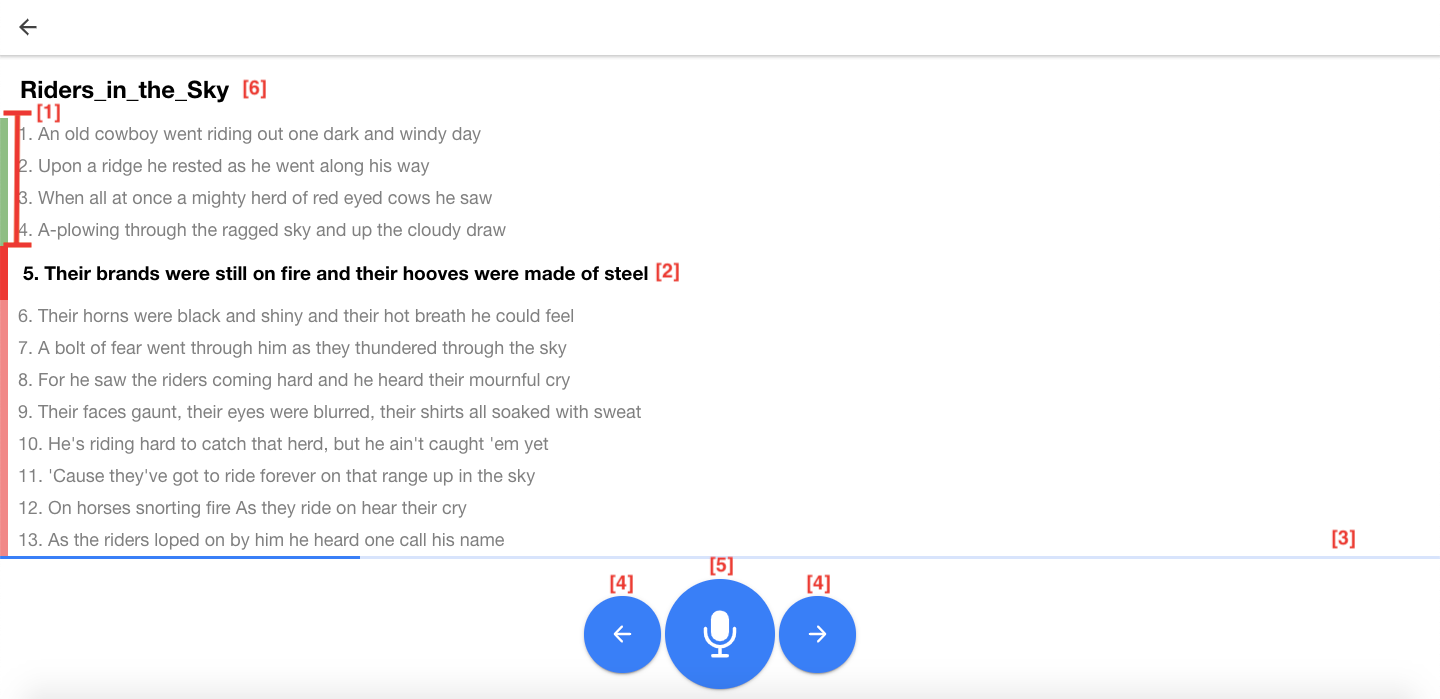 Riders_in_the_Sky [6]
[1]
1. An old cowboy went riding out one dark and windy day
2. Upon a ridge he rested as he went along his way
3. When all at once a mighty herd of red eyed cows he saw
4. A-plowing through the ragged sky and up the cloudy draw
5. Their brands were still on fire and their hooves were made of steel [2]
6. Their horns were black and shiny and their hot breath he could feel
7. A bolt of fear went through him as they thundered through the sky
8. For he saw the riders coming hard and he heard their mournful cry
9. Their faces gaunt, their eyes were blurred, their shirts all soaked with sweat
10. He's riding hard to catch that herd, but he ain't caught 'em yet
11. 'Cause they've got to ride forever on that range up in the sky
12. On horses snorting fire As they ride on hear their cry
13. As the riders loped on by him he heard one call his name
[3]
[5]
[4] [4]